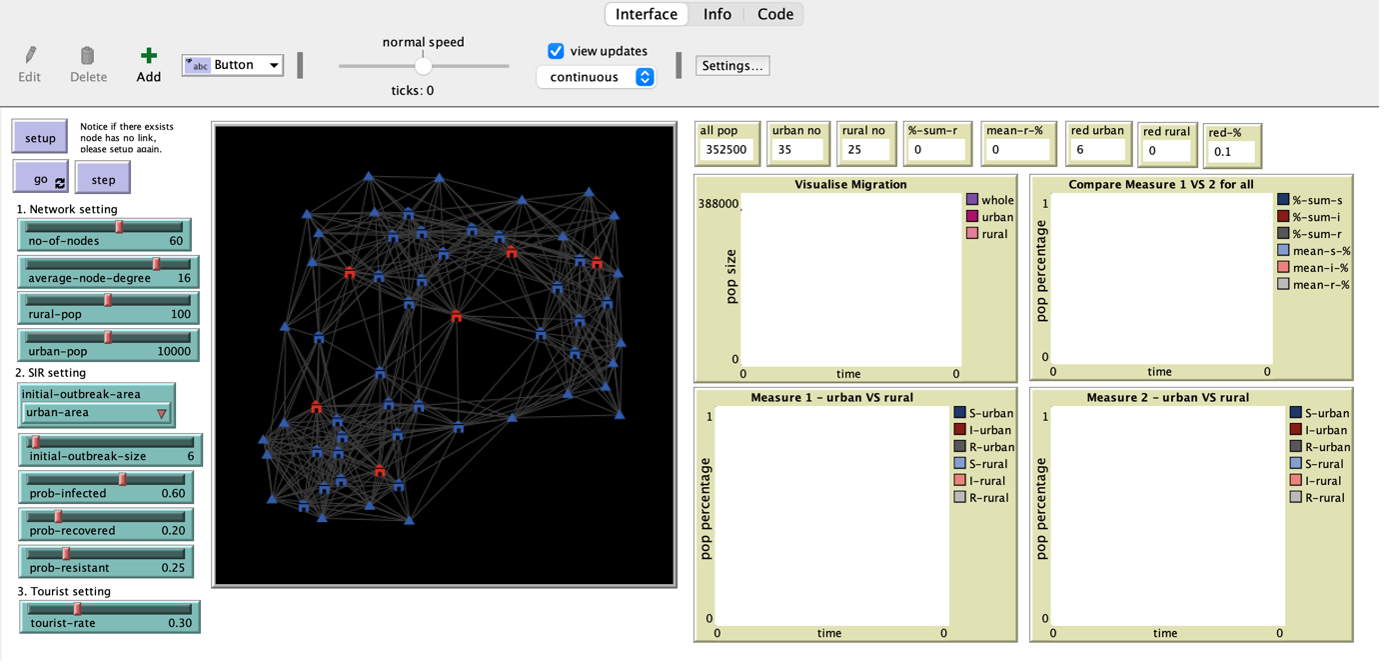 Interface Info Code
Edit Delete Add abc Button
normal speed
ticks: 0
view updates
continuous
Settings...
setup
Notice if there exsists
node has no link,
please setup again.
go step
1. Network setting
no-of-nodes 60
average-node-degree 16
rural-pop 100
urban-pop 10000
2. SIR setting
initial-outbreak-area
urban-area
initial-outbreak-size 6
prob-infected 0.60
prob-recovered 0.20
prob-resistant 0.25
3. Tourist setting
tourist-rate 0.30
all pop
352500
urban no
35
rural no
25
%-sum-r
0
mean-r-%
0
red urban
6
red rural
0
red-%
0.1
Visualise Migration
388000
pop size
0
0 time 0
whole
urban
rural
Compare Measure 1 VS 2 for all
1
pop percentage
0
0 time 0
%-sum-s
%-sum-i
%-sum-r
mean-s-%
mean-i-%
mean-r-%
Measure 1 - urban VS rural
1
pop percentage
0
0 time 0
S-urban
I-urban
R-urban
S-rural
I-rural
R-rural
Measure 2 - urban VS rural
1
pop percentage
0
0 time 0
S-urban
I-urban
R-urban
S-rural
I-rural
R-rural